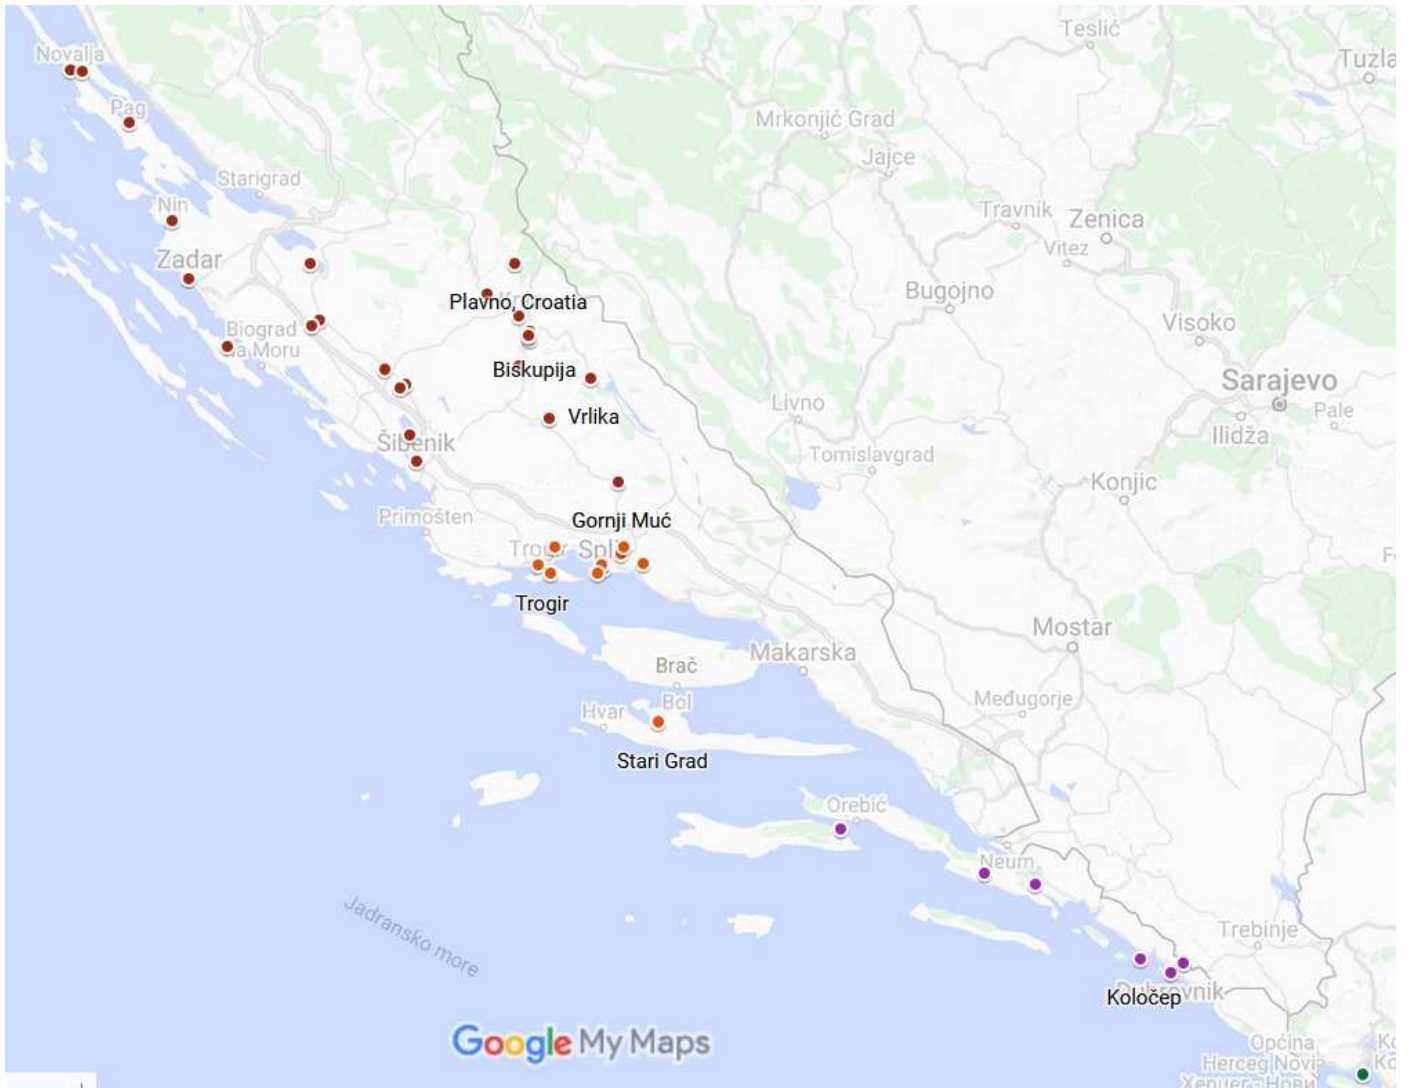 Teslić
Novalja
Tuzla
Pag
Mrkonjić Grad
Jajce
Starigrad
Nin
Travnik
Zenica
Vitez
Zadar
Bugojno
Plavno, Croatia
Visoko
Biograd
na Moru
Biskupija
Sarajevo
Pale
Livno
Vrlika
Ilidža
Šibenik
Tomislavgrad
Konjic
Primošten
Gornji Muć
Trogir
Split
Trogir
Mostar
Makarska
Brač
Međugorje
Bol
Hvar
Stari Grad
Orebić
Neum
Jadransko more
Trebinje
Dubrovnik
Koločep
Google My Maps
Općina
Herceg Novi